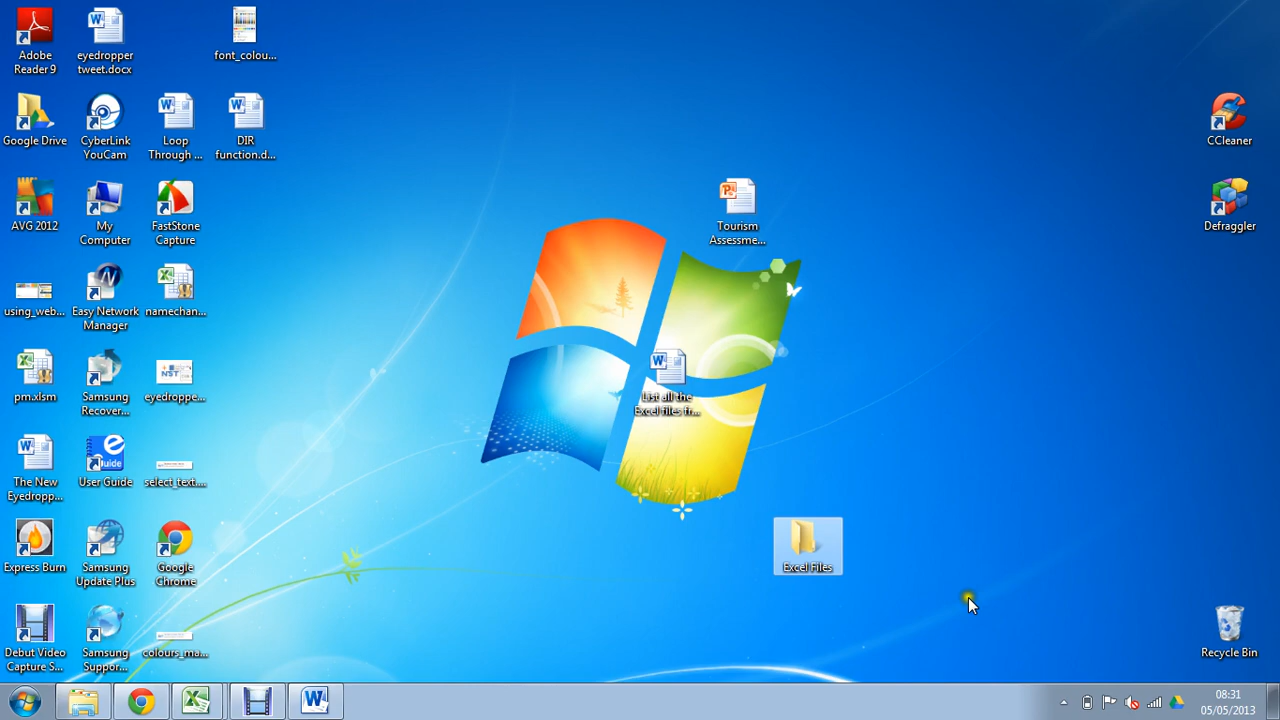 Adobe
Reader 9
eyedropper
tweet.docx
font_colou...
Google Drive
CyberLink
YouCam
Loop
Through ...
DIR
function.d...
CCleaner
AVG 2012
My
Computer
FastStone
Capture
Tourism
Assessme...
Defraggler
using_web...
Easy Network
Manager
namechan...
pm.xlsm
Samsung
Recover...
eyedroppe...
NST
List all the
Excel files fr...
The New
Eyedropp...
User Guide
select_text....
Express Burn
Samsung
Update Plus
Google
Chrome
Excel Files
Debut Video
Capture S...
Samsung
Suppor...
colours_ma...
Recycle Bin
08:31
05/05/2013